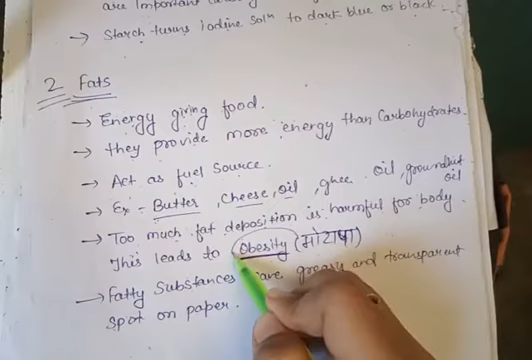 are
→ Starch turns iodine solⁿ to dark blue or black.
2 Fats
→ Energy giving food.
→ they provide more energy than Carbohydrates.
→ Act as fuel source.
→ Ex - Butter, Cheese, Oil, ghee oil, groundnut oil
→ Too much fat deposition is harmful for body.
This leads to Obesity (मोटापा)
→ Fatty Substances greasy and transparent
spot on paper.